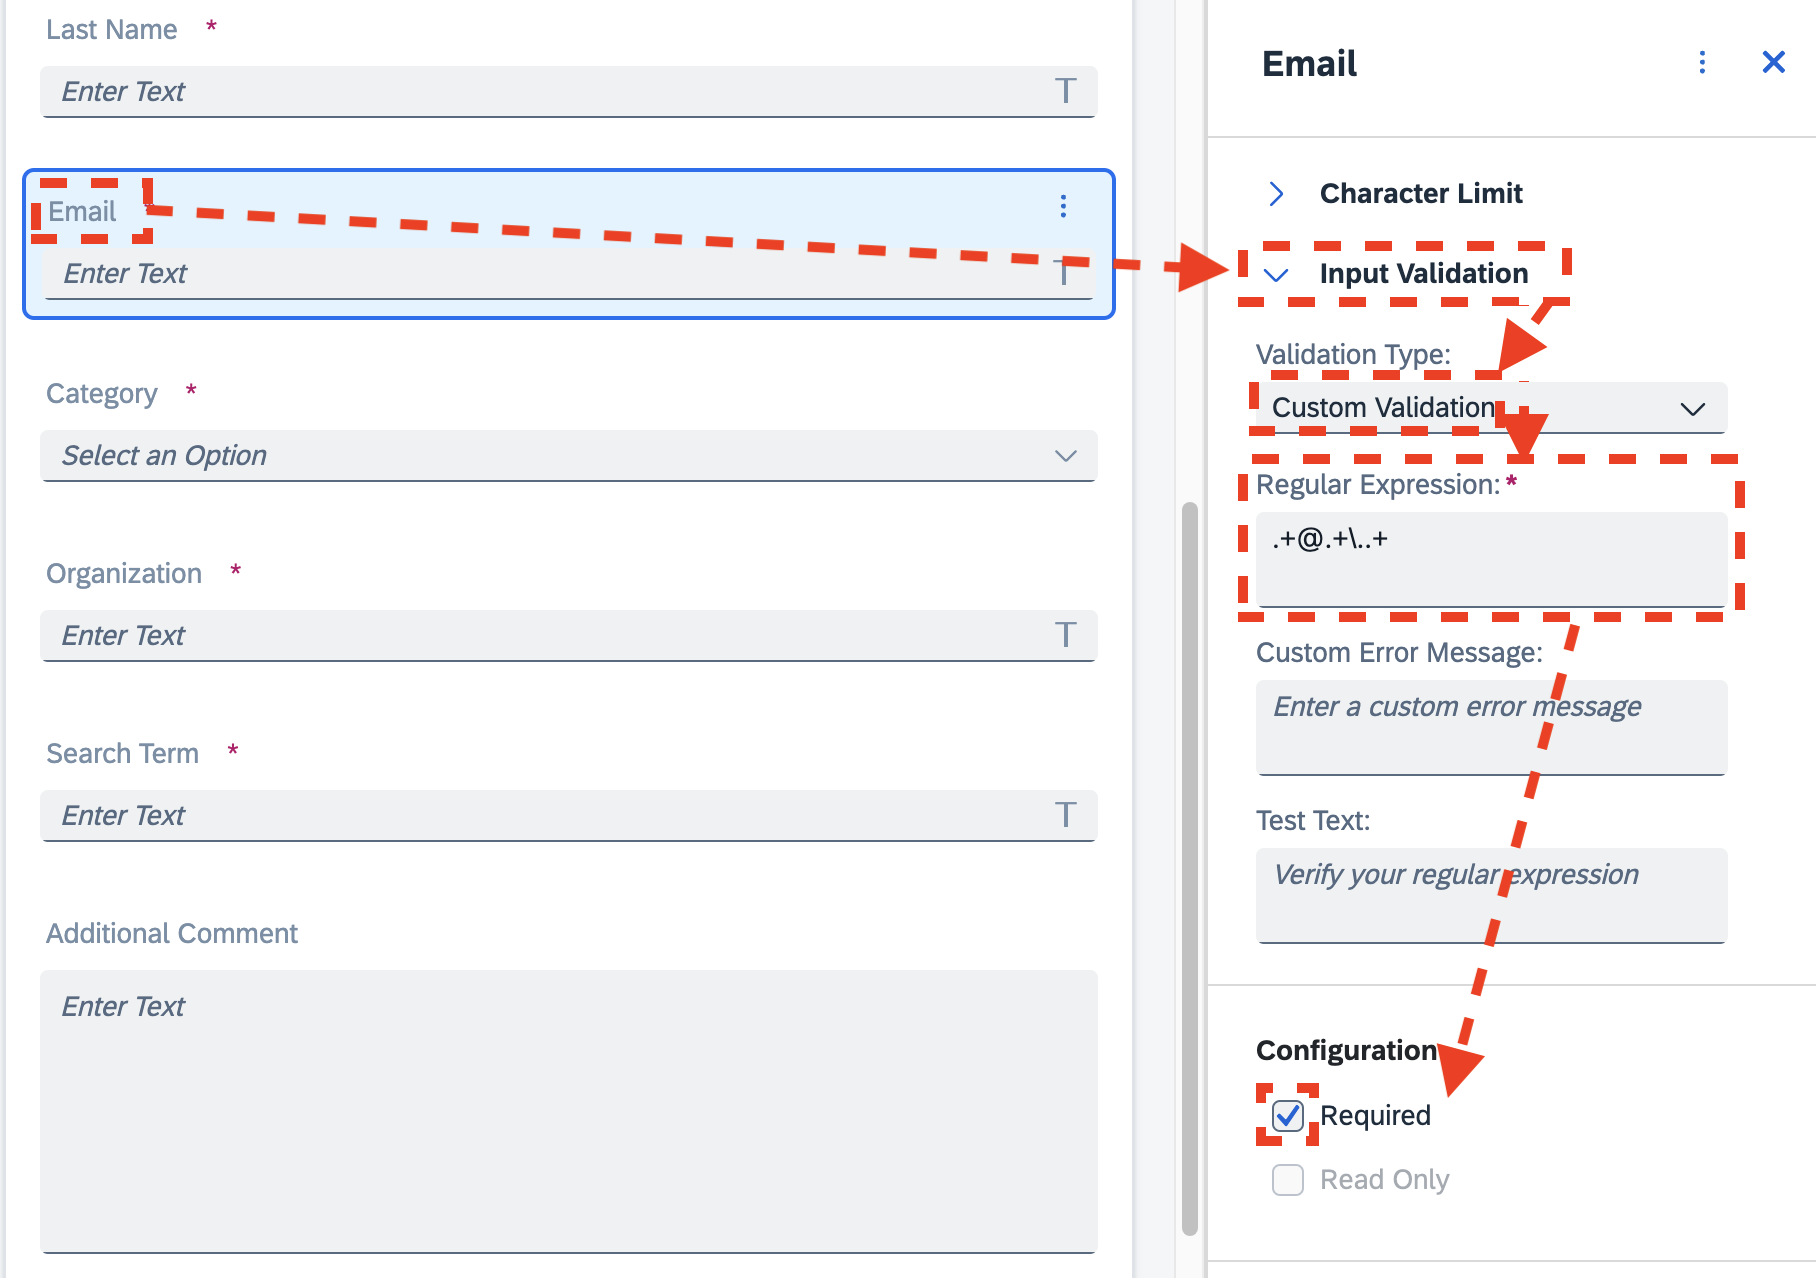 Last Name *
Enter Text
Email
Enter Text
Category *
Select an Option
Organization *
Enter Text
Search Term *
Enter Text
Additional Comment
Enter Text
Email
Character Limit
Input Validation
Validation Type:
Custom Validation
Regular Expression: *
.+@.+\..+
Custom Error Message:
Enter a custom error message
Test Text:
Verify your regular expression
Configuration
Required
Read Only